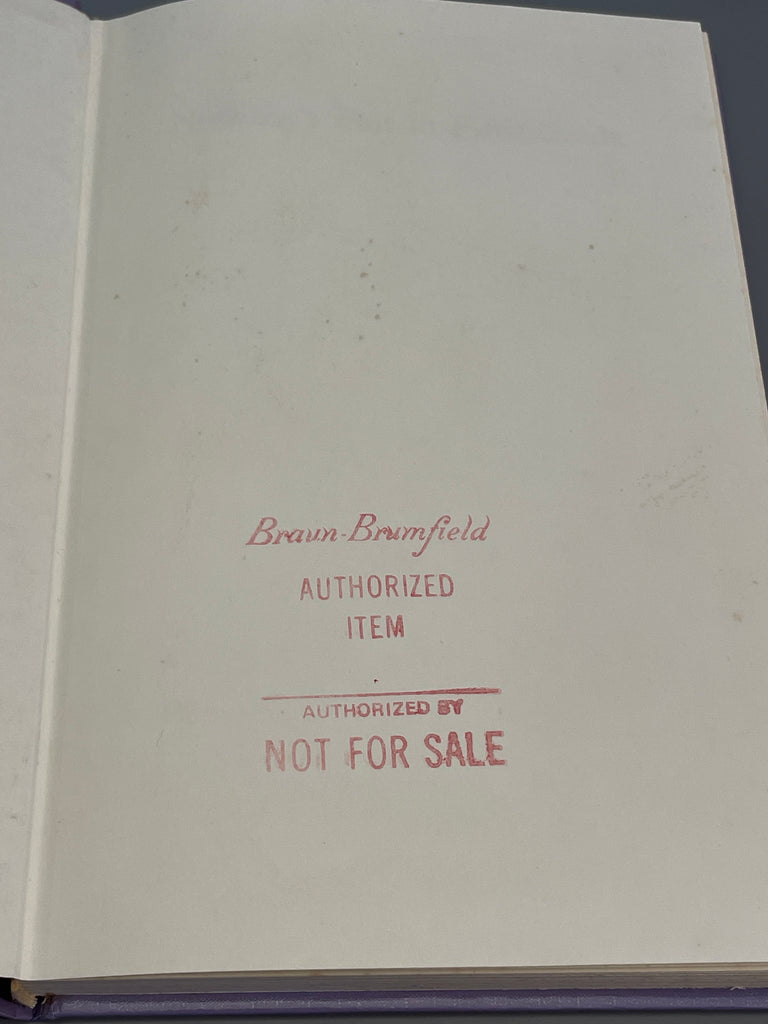 Braun-Brumfield
AUTHORIZED
ITEM
AUTHORIZED BY
NOT FOR SALE